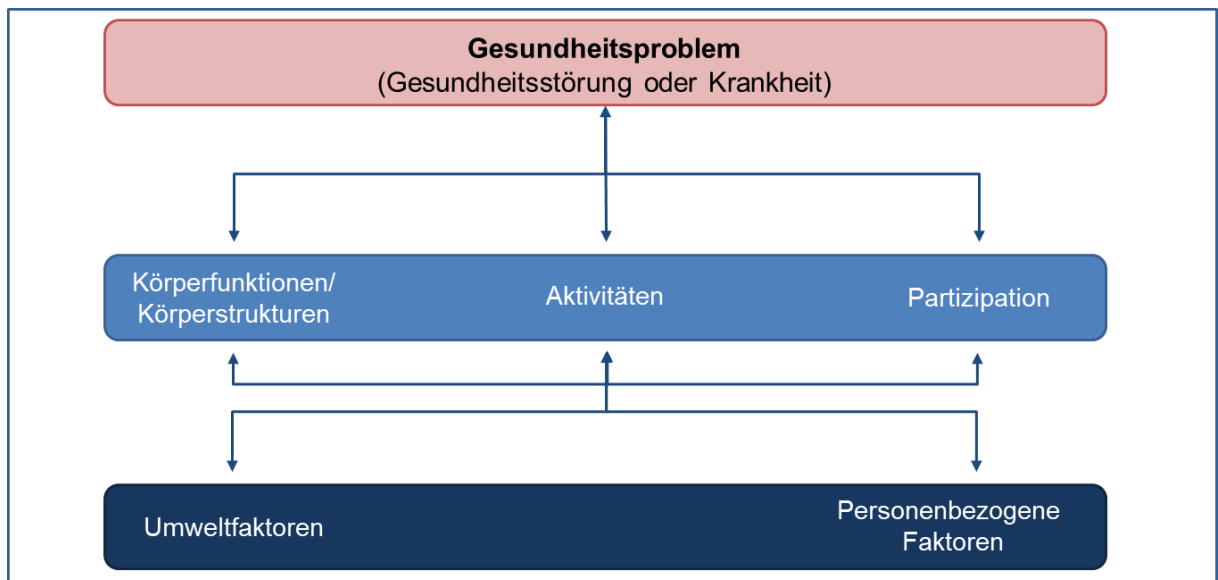 Gesundheitsproblem
(Gesundheitsstörung oder Krankheit)
Körperfunktionen/
Körperstrukturen
Aktivitäten
Partizipation
Umweltfaktoren
Personenbezogene
Faktoren